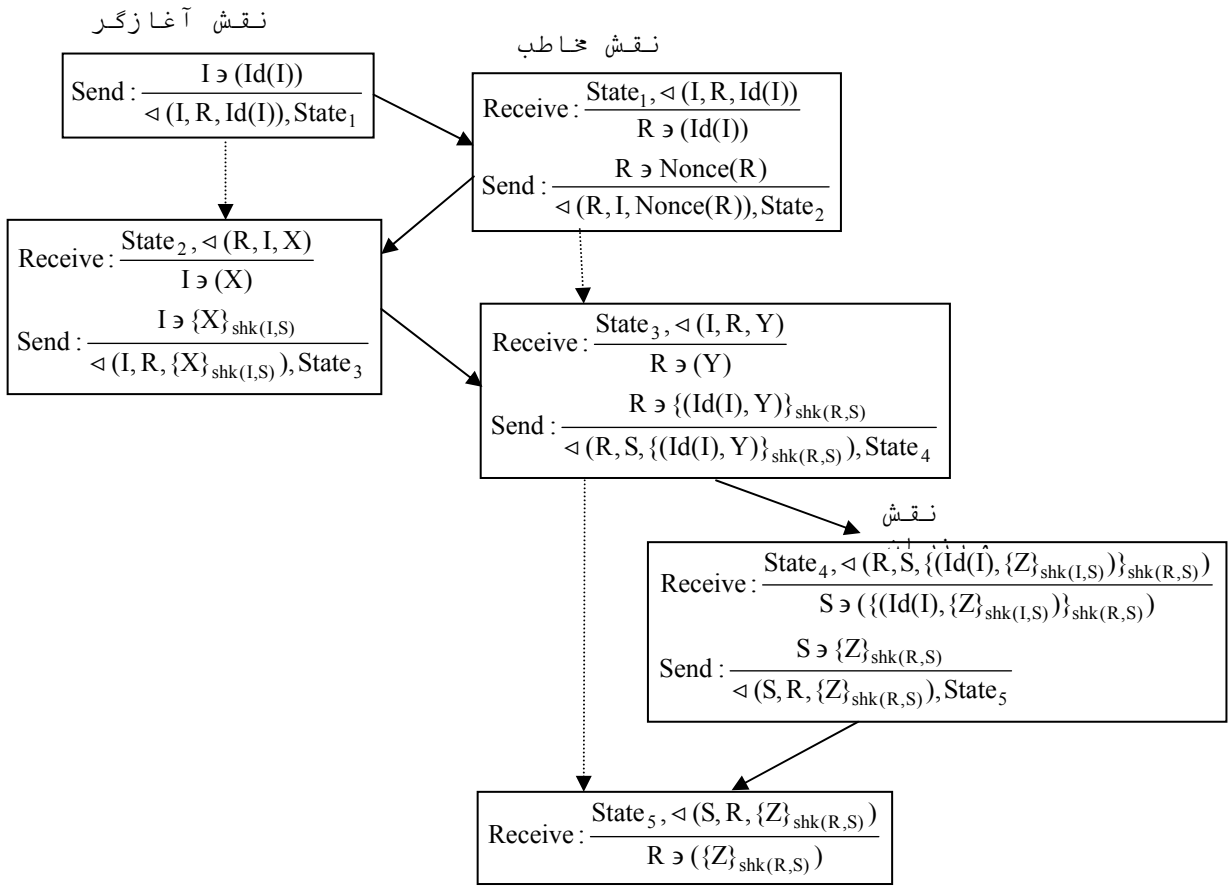 نقش آغازگر
Send : I ∋ (Id(I)) / ⊲ (I, R, Id(I)), State₁
نقش مخاطب
Receive : State₁, ⊲ (I, R, Id(I)) / R ∋ (Id(I))
Send : R ∋ Nonce(R) / ⊲ (R, I, Nonce(R)), State₂
Receive : State₂, ⊲ (R, I, X) / I ∋ (X)
Send : I ∋ {X}shk(I,S) / ⊲ (I, R, {X}shk(I,S)), State₃
Receive : State₃, ⊲ (I, R, Y) / R ∋ (Y)
Send : R ∋ {(Id(I), Y)}shk(R,S) / ⊲ (R, S, {(Id(I), Y)}shk(R,S)), State₄
نقش
Receive : State₄, ⊲ (R, S, {(Id(I), {Z}shk(I,S))}shk(R,S)) / S ∋ ({(Id(I), {Z}shk(I,S))}shk(R,S))
Send : S ∋ {Z}shk(R,S) / ⊲ (S, R, {Z}shk(R,S)), State₅
Receive : State₅, ⊲ (S, R, {Z}shk(R,S)) / R ∋ ({Z}shk(R,S))